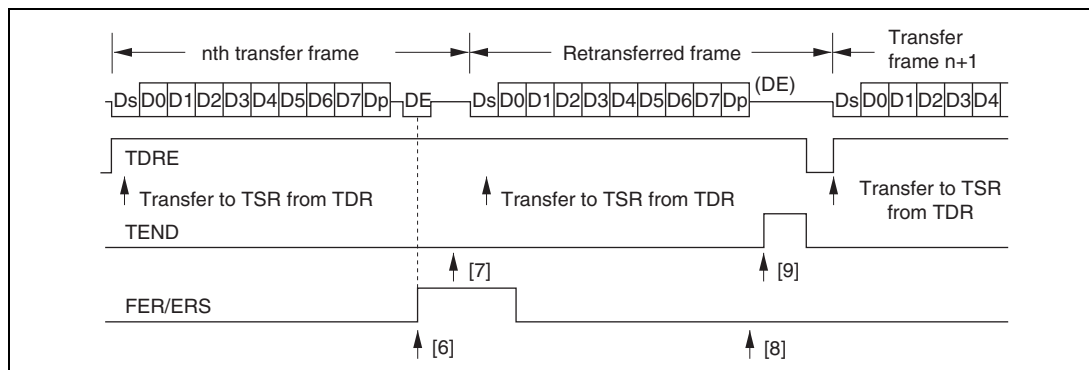 nth transfer frame
Retransferred frame
Transfer
frame n+1
Ds D0 D1 D2 D3 D4 D5 D6 D7 Dp DE
Ds D0 D1 D2 D3 D4 D5 D6 D7 Dp (DE)
Ds D0 D1 D2 D3 D4
TDRE
Transfer to TSR from TDR
Transfer to TSR from TDR
Transfer to TSR
from TDR
TEND
[7]
[9]
FER/ERS
[6]
[8]